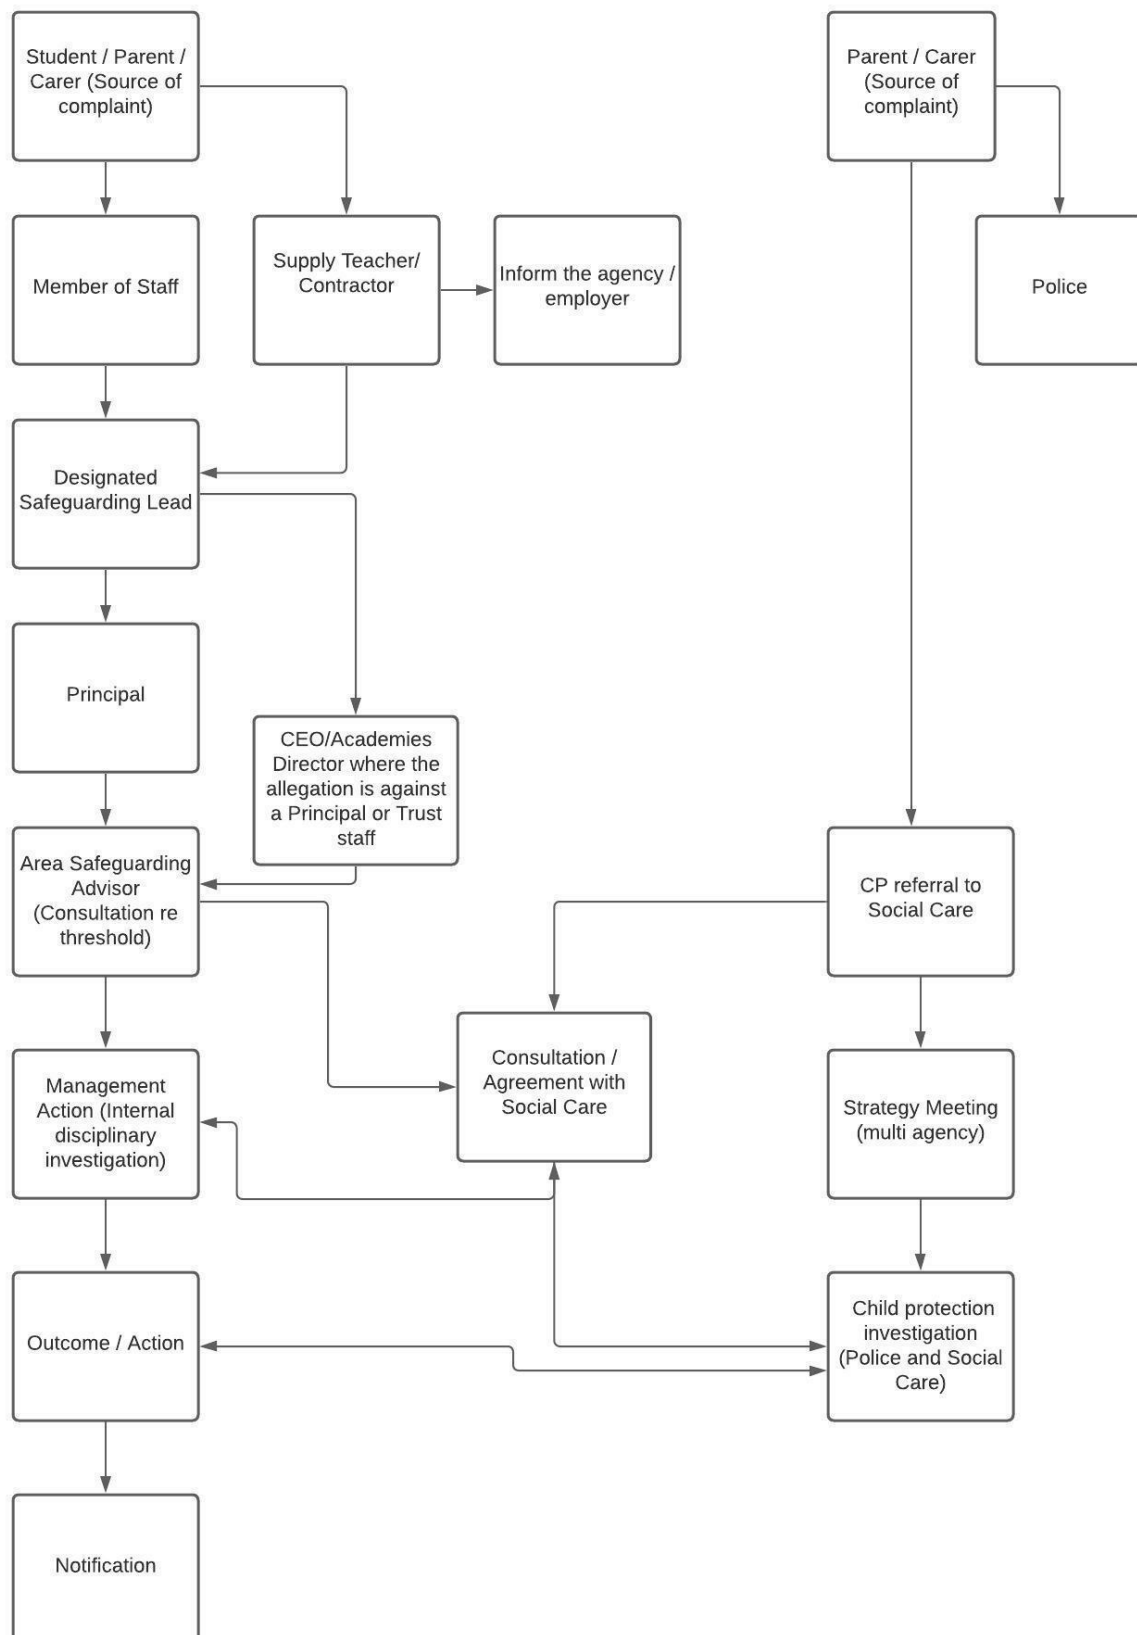 Student / Parent /
Carer (Source of
complaint)
Parent / Carer
(Source of
complaint)
Member of Staff
Supply Teacher/
Contractor
Inform the agency /
employer
Police
Designated
Safeguarding Lead
Principal
CEO/Academies
Director where the
allegation is against
a Principal or Trust
staff
Area Safeguarding
Advisor
(Consultation re
threshold)
CP referral to
Social Care
Consultation /
Agreement with
Social Care
Management
Action (Internal
disciplinary
investigation)
Strategy Meeting
(multi agency)
Outcome / Action
Child protection
investigation
(Police and Social
Care)
Notification